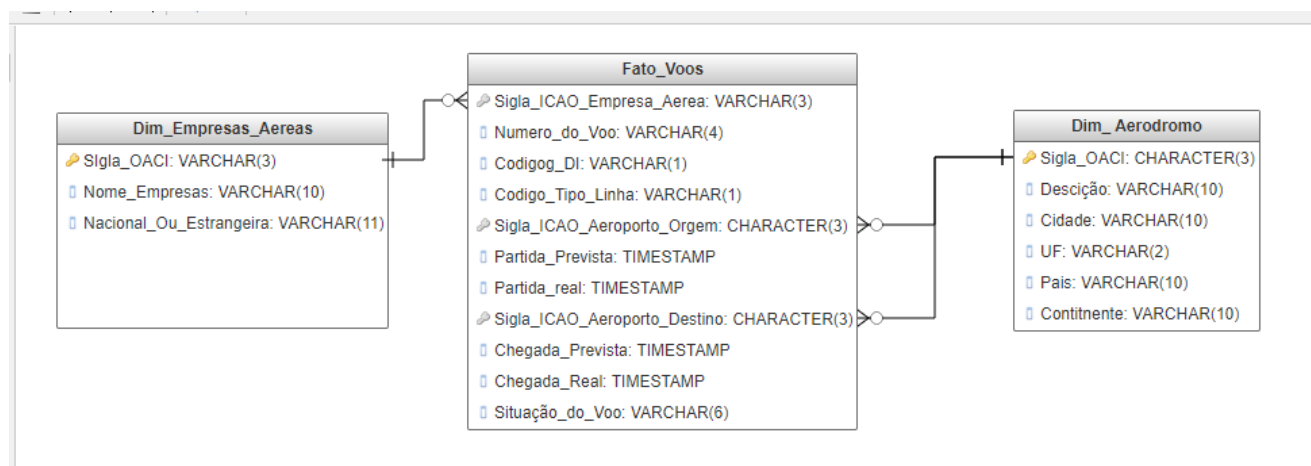 Dim_Empresas_Aereas
SIgla_OACI: VARCHAR(3)
Nome_Empresas: VARCHAR(10)
Nacional_Ou_Estrangeira: VARCHAR(11)
Fato_Voos
Sigla_ICAO_Empresa_Aerea: VARCHAR(3)
Numero_do_Voo: VARCHAR(4)
Codigog_DI: VARCHAR(1)
Codigo_Tipo_Linha: VARCHAR(1)
Sigla_ICAO_Aeroporto_Orgem: CHARACTER(3)
Partida_Prevista: TIMESTAMP
Partida_real: TIMESTAMP
Sigla_ICAO_Aeroporto_Destino: CHARACTER(3)
Chegada_Prevista: TIMESTAMP
Chegada_Real: TIMESTAMP
Situação_do_Voo: VARCHAR(6)
Dim_ Aerodromo
Sigla_OACI: CHARACTER(3)
Descição: VARCHAR(10)
Cidade: VARCHAR(10)
UF: VARCHAR(2)
Pais: VARCHAR(10)
Contitnente: VARCHAR(10)